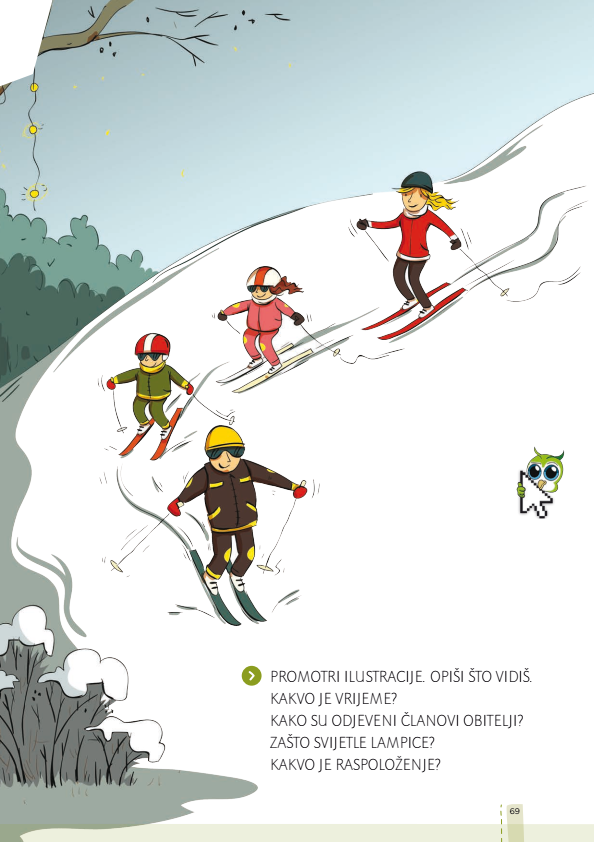 PROMOTRI ILUSTRACIJE. OPIŠI ŠTO VIDIŠ.
KAKVO JE VRIJEME?
KAKO SU ODJEVENI ČLANOVI OBITELJI?
ZAŠTO SVIJETLE LAMPICE?
KAKVO JE RASPOLOŽENJE?
69